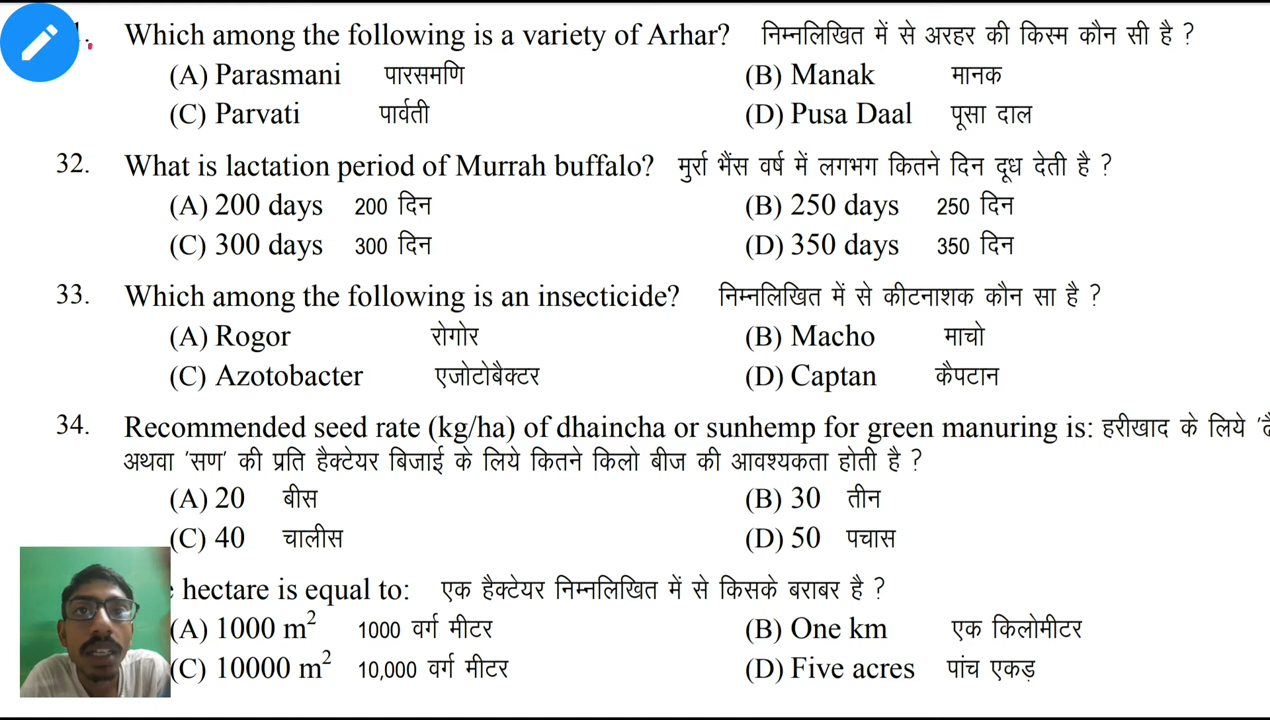 Which among the following is a variety of Arhar? निम्नलिखित में से अरहर की किस्म कौन सी है ?
(A) Parasmani पारसमणि (B) Manak मानक
(C) Parvati पार्वती (D) Pusa Daal पूसा दाल
32. What is lactation period of Murrah buffalo? मुर्रा भैंस वर्ष में लगभग कितने दिन दूध देती है ?
(A) 200 days 200 दिन (B) 250 days 250 दिन
(C) 300 days 300 दिन (D) 350 days 350 दिन
33. Which among the following is an insecticide? निम्नलिखित में से कीटनाशक कौन सा है ?
(A) Rogor रोगोर (B) Macho माचो
(C) Azotobacter एजोटोबैक्टर (D) Captan कैपटान
34. Recommended seed rate (kg/ha) of dhaincha or sunhemp for green manuring is: हरीखाद के लिये
अथवा 'सण' की प्रति हैक्टेयर बिजाई के लिये कितने किलो बीज की आवश्यकता होती है ?
(A) 20 बीस (B) 30 तीन
(C) 40 चालीस (D) 50 पचास
hectare is equal to: एक हैक्टेयर निम्नलिखित में से किसके बराबर है ?
(A) 1000 m² 1000 वर्ग मीटर (B) One km एक किलोमीटर
(C) 10000 m² 10,000 वर्ग मीटर (D) Five acres पांच एकड़